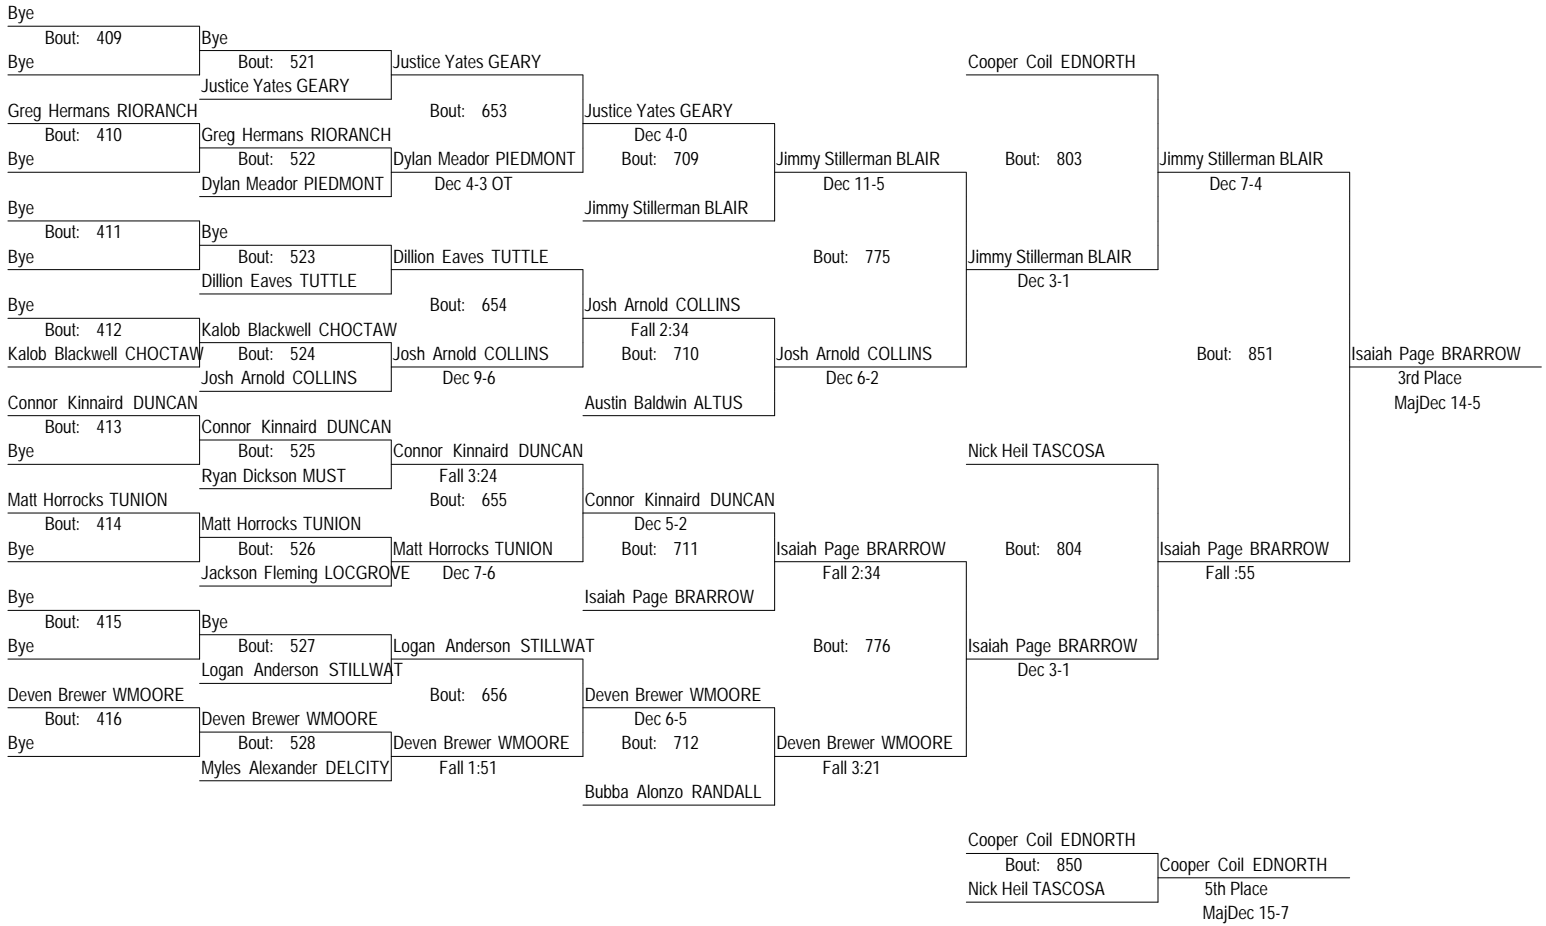 Bye
Bout: 409
Bye
Bye
Bout: 521
Justice Yates GEARY
Justice Yates GEARY
Cooper Coil EDNORTH
Greg Hermans RIORANCH
Bout: 653
Justice Yates GEARY
Bout: 410
Greg Hermans RIORANCH
Dec 4-0
Bye
Bout: 522
Dylan Meador PIEDMONT
Bout: 709
Jimmy Stillerman BLAIR
Bout: 803
Jimmy Stillerman BLAIR
Dylan Meador PIEDMONT
Dec 4-3 OT
Dec 11-5
Dec 7-4
Bye
Jimmy Stillerman BLAIR
Bout: 411
Bye
Bye
Bout: 523
Dillion Eaves TUTTLE
Bout: 775
Jimmy Stillerman BLAIR
Dillion Eaves TUTTLE
Dec 3-1
Bye
Bout: 654
Josh Arnold COLLINS
Bout: 412
Kalob Blackwell CHOCTAW
Fall 2:34
Kalob Blackwell CHOCTAW
Bout: 524
Josh Arnold COLLINS
Bout: 710
Josh Arnold COLLINS
Bout: 851
Isaiah Page BRARROW
Josh Arnold COLLINS
Dec 9-6
Dec 6-2
3rd Place
Connor Kinnaird DUNCAN
Austin Baldwin ALTUS
MajDec 14-5
Bout: 413
Connor Kinnaird DUNCAN
Bye
Bout: 525
Connor Kinnaird DUNCAN
Nick Heil TASCOSA
Ryan Dickson MUST
Fall 3:24
Matt Horrocks TUNION
Bout: 655
Connor Kinnaird DUNCAN
Bout: 414
Matt Horrocks TUNION
Dec 5-2
Bye
Bout: 526
Matt Horrocks TUNION
Bout: 711
Isaiah Page BRARROW
Bout: 804
Isaiah Page BRARROW
Jackson Fleming LOCGROVE
Dec 7-6
Fall 2:34
Fall :55
Bye
Isaiah Page BRARROW
Bout: 415
Bye
Bye
Bout: 527
Logan Anderson STILLWAT
Bout: 776
Isaiah Page BRARROW
Logan Anderson STILLWAT
Dec 3-1
Deven Brewer WMOORE
Bout: 656
Deven Brewer WMOORE
Bout: 416
Deven Brewer WMOORE
Dec 6-5
Bye
Bout: 528
Deven Brewer WMOORE
Bout: 712
Deven Brewer WMOORE
Myles Alexander DELCITY
Fall 1:51
Fall 3:21
Bubba Alonzo RANDALL
Cooper Coil EDNORTH
Bout: 850
Cooper Coil EDNORTH
Nick Heil TASCOSA
5th Place
MajDec 15-7